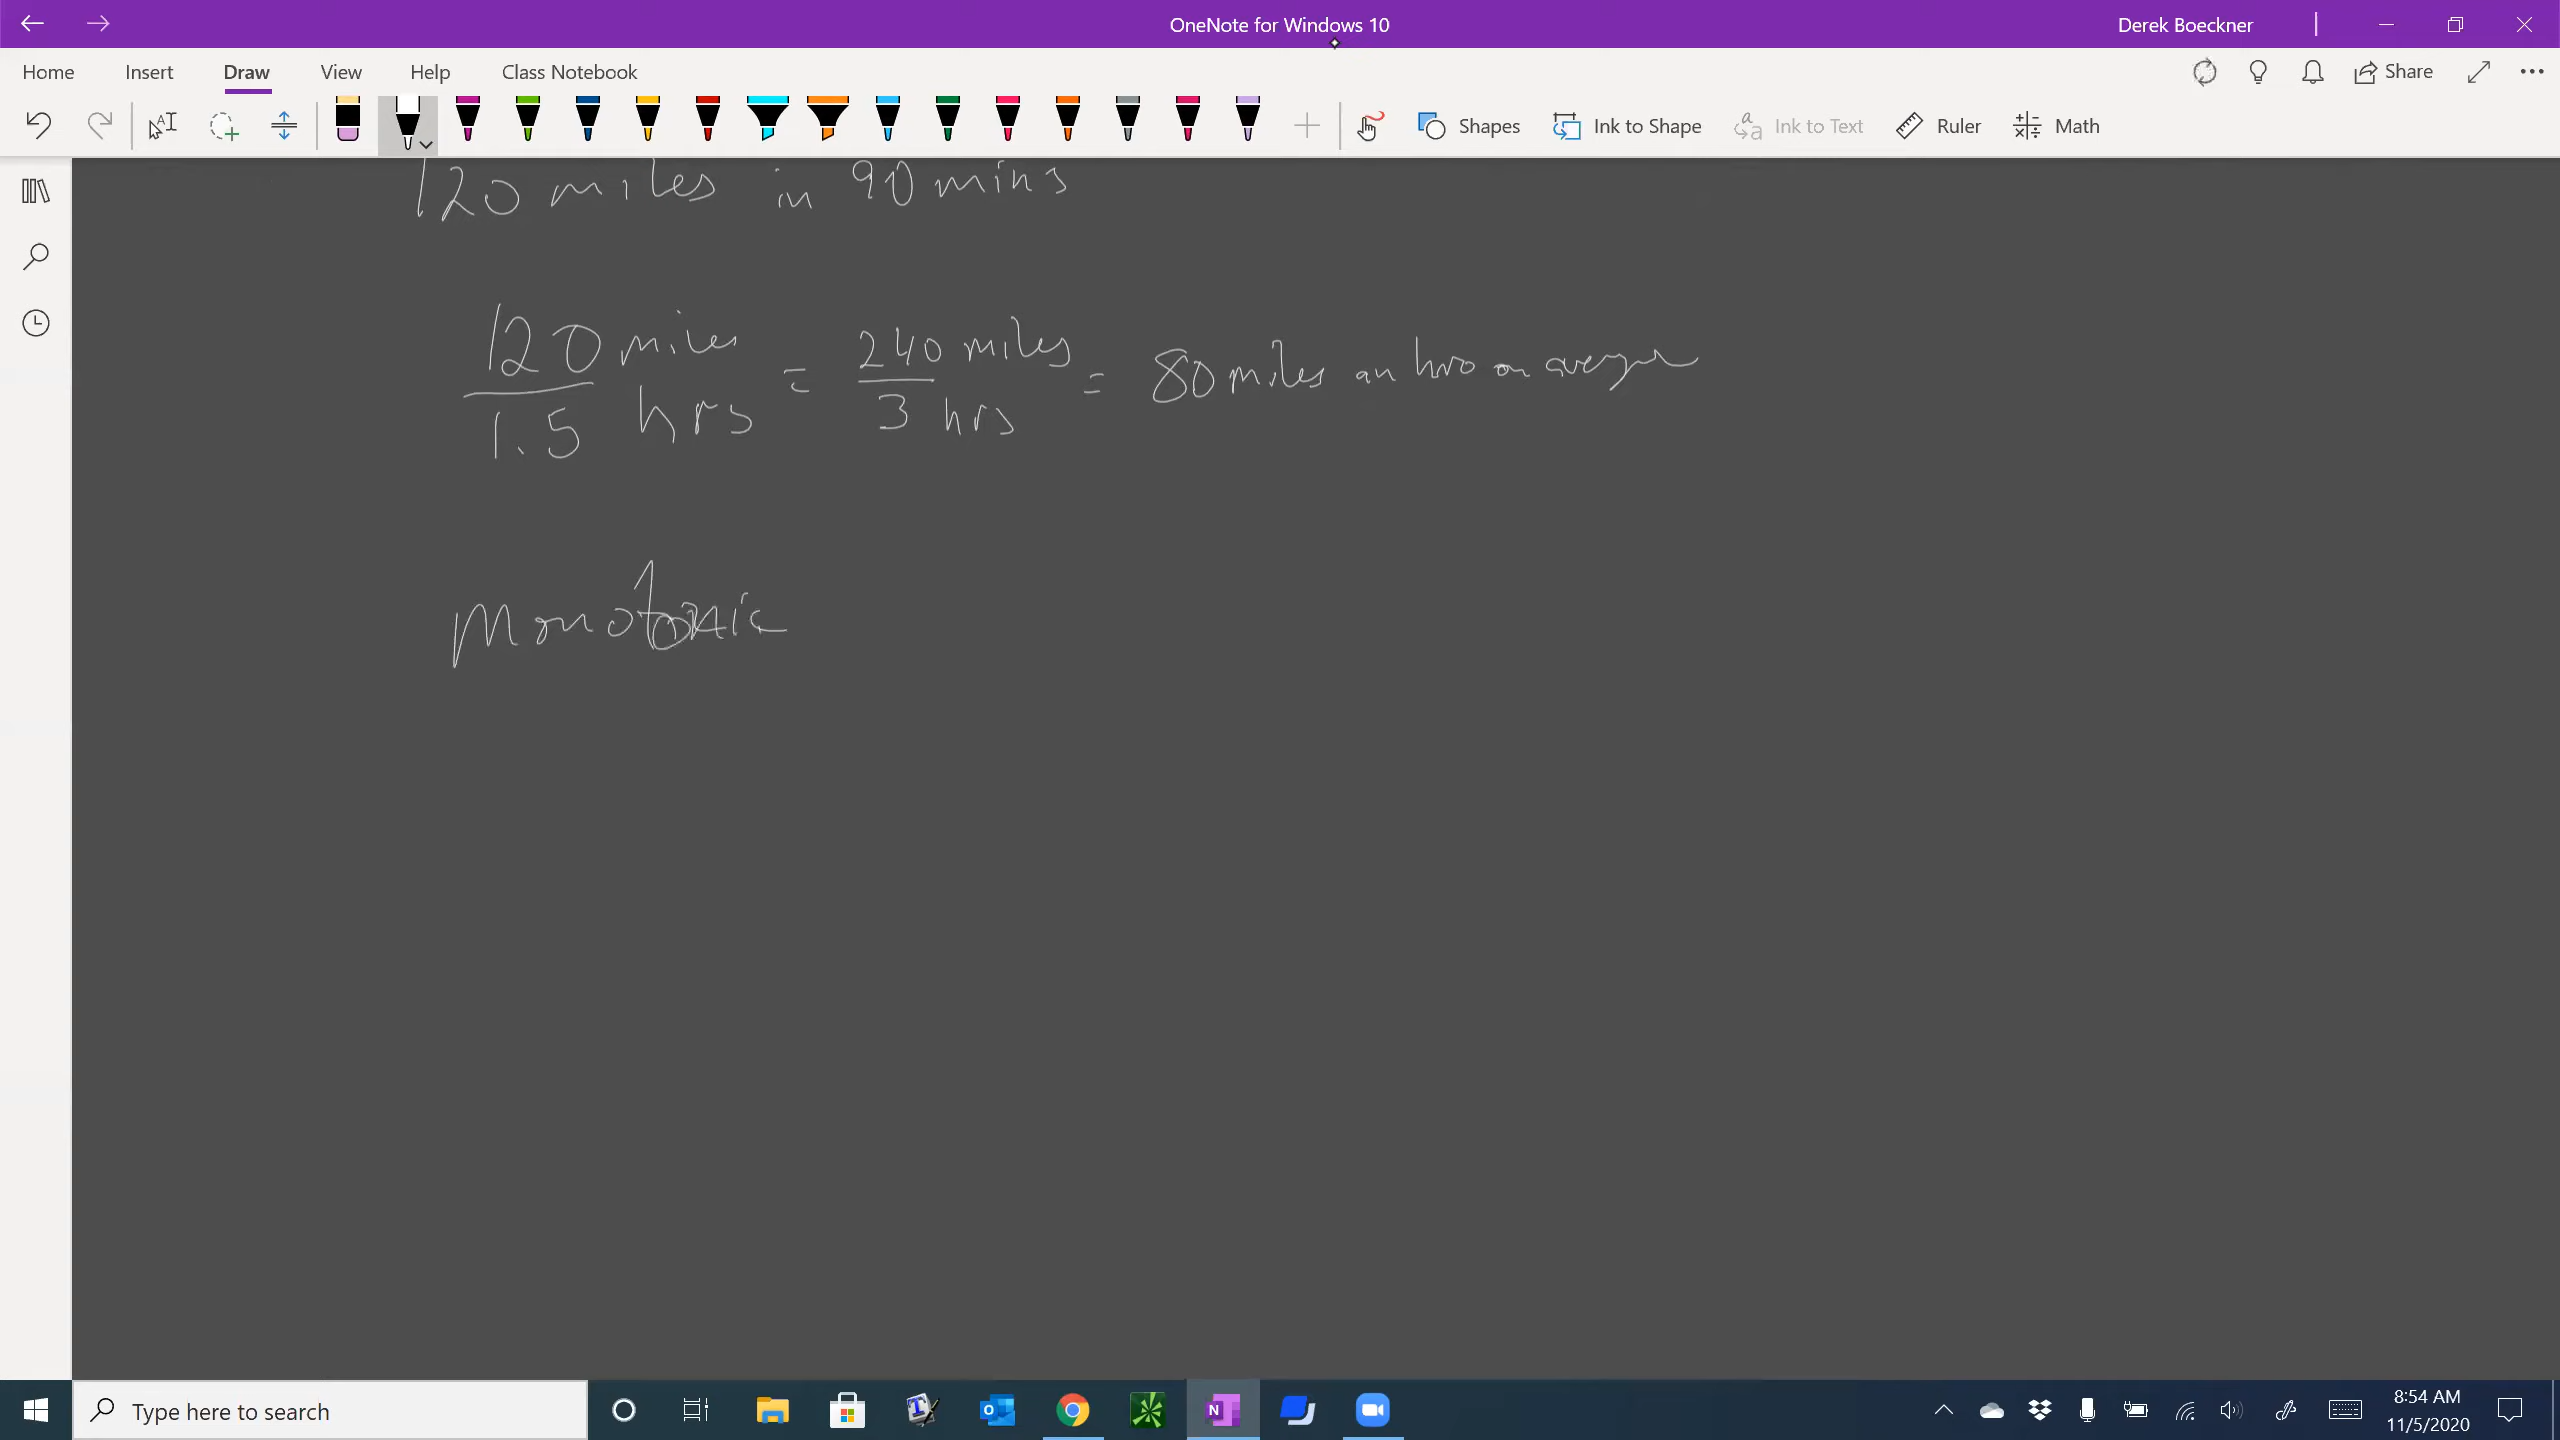 OneNote for Windows 10
Derek Boeckner
Home Insert Draw View Help Class Notebook
Share
Shapes Ink to Shape Ink to Text Ruler Math
120 miles in 90 mins
120 miles / 1.5 hrs = 240 miles / 3 hrs = 80 miles an on average
Monotonic
Type here to search
8:54 AM
11/5/2020